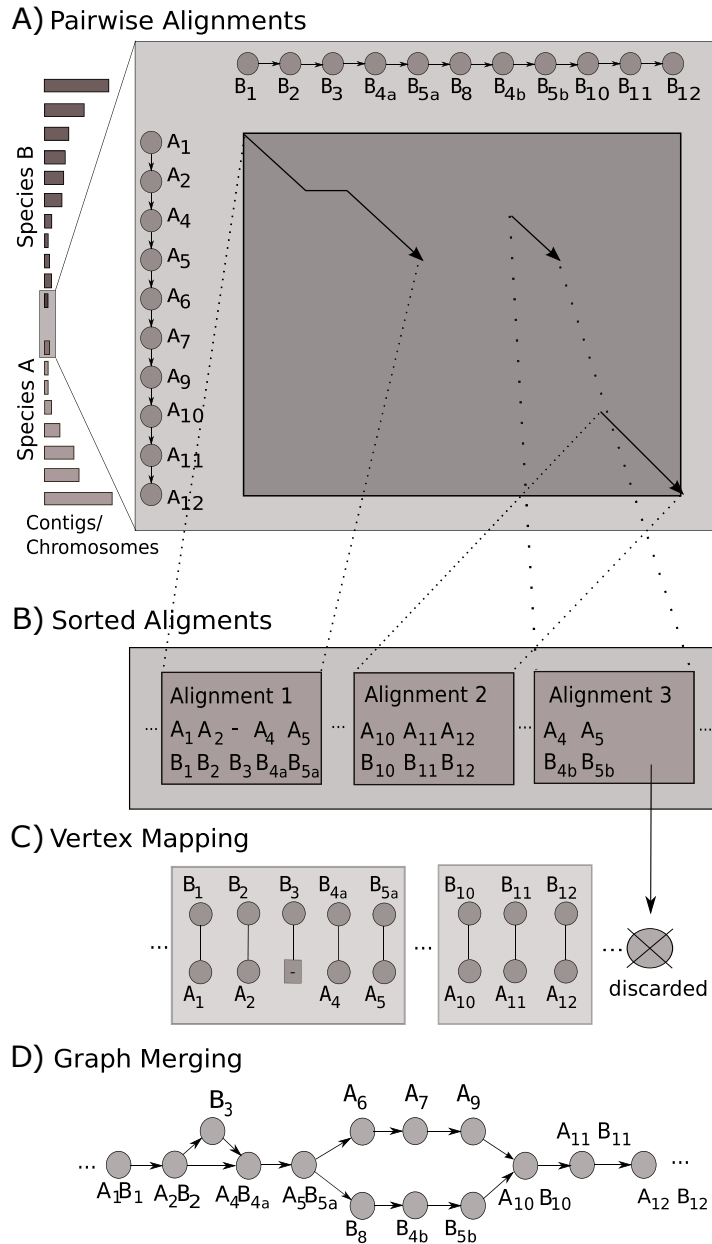 A) Pairwise Alignments
B1 B2 B3 B4a B5a B8 B4b B5b B10 B11 B12
Species B
Species A
A1
A2
A4
A5
A6
A7
A9
A10
A11
A12
Contigs/
Chromosomes
B) Sorted Aligments
... Alignment 1 ... Alignment 2 ... Alignment 3 ...
A1 A2 - A4 A5
B1 B2 B3 B4a B5a
A10 A11 A12
B10 B11 B12
A4 A5
B4b B5b
C) Vertex Mapping
B1 B2 B3 B4a B5a
B10 B11 B12
... - ... ...
A1 A2 A4 A5
A10 A11 A12
discarded
D) Graph Merging
B3 A6 A7 A9
A11 B11
... ...
A1B1 A2B2 A4B4a A5B5a A10 B10 A12 B12
B8 B4b B5b